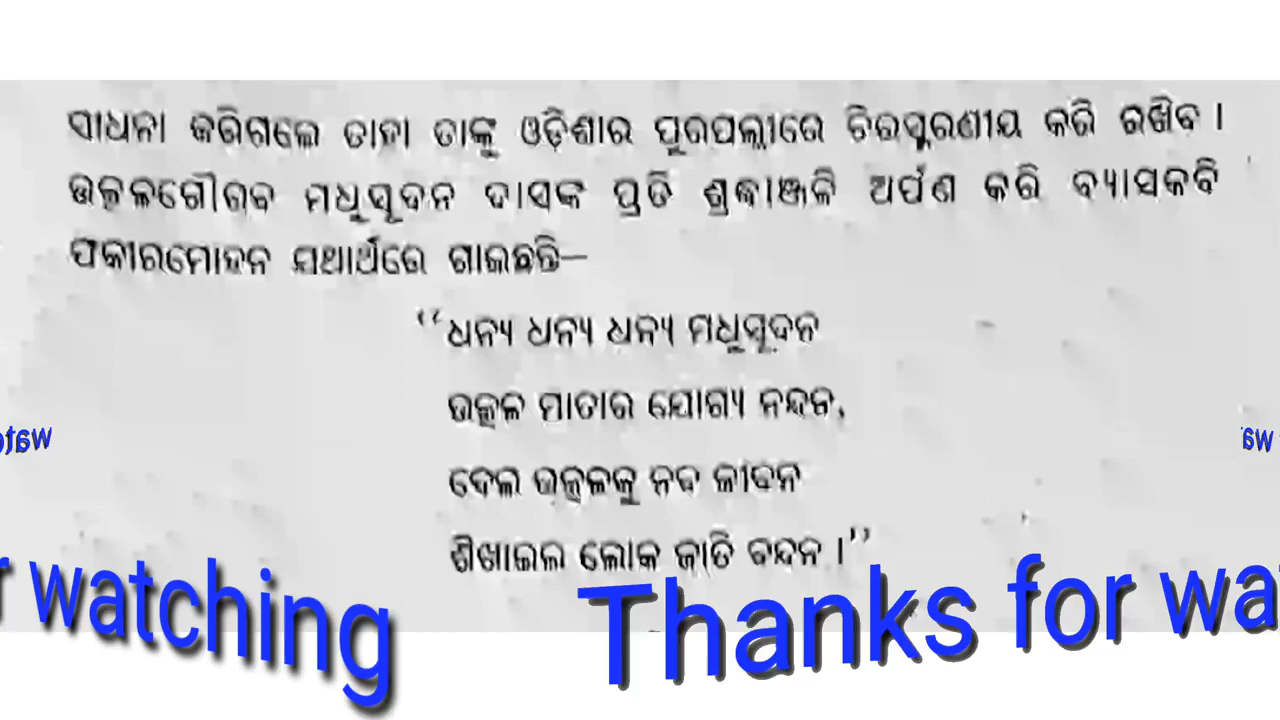 ସାଧନା କରିଗଲେ ତାହା ତାଙ୍କୁ ଓଡ଼ିଶାର ପୁରପଲ୍ଲୀରେ ଚିରସ୍ମରଣୀୟ କରି ରଖିବ ।
ଉତ୍କଳଗୌରବ ମଧୁସୂଦନ ଦାସଙ୍କ ପ୍ରତି ଶ୍ରଦ୍ଧାଞ୍ଜଳି ଅର୍ପଣ କରି ବ୍ୟାସକବି
ଫକୀରମୋହନ ଯଥାର୍ଥରେ ଗାଇଛନ୍ତି—
“ଧନ୍ୟ ଧନ୍ୟ ଧନ୍ୟ ମଧୁସୂଦନ
ଉତ୍କଳ ମାତାର ଯୋଗ୍ୟ ନନ୍ଦନ,
ଦେଲ ଉତ୍କଳକୁ ନବ ଜୀବନ
ଶିଖାଇଲ ଲୋକ ଜାତି ବନ୍ଦନ ।”
watching Thanks for wa